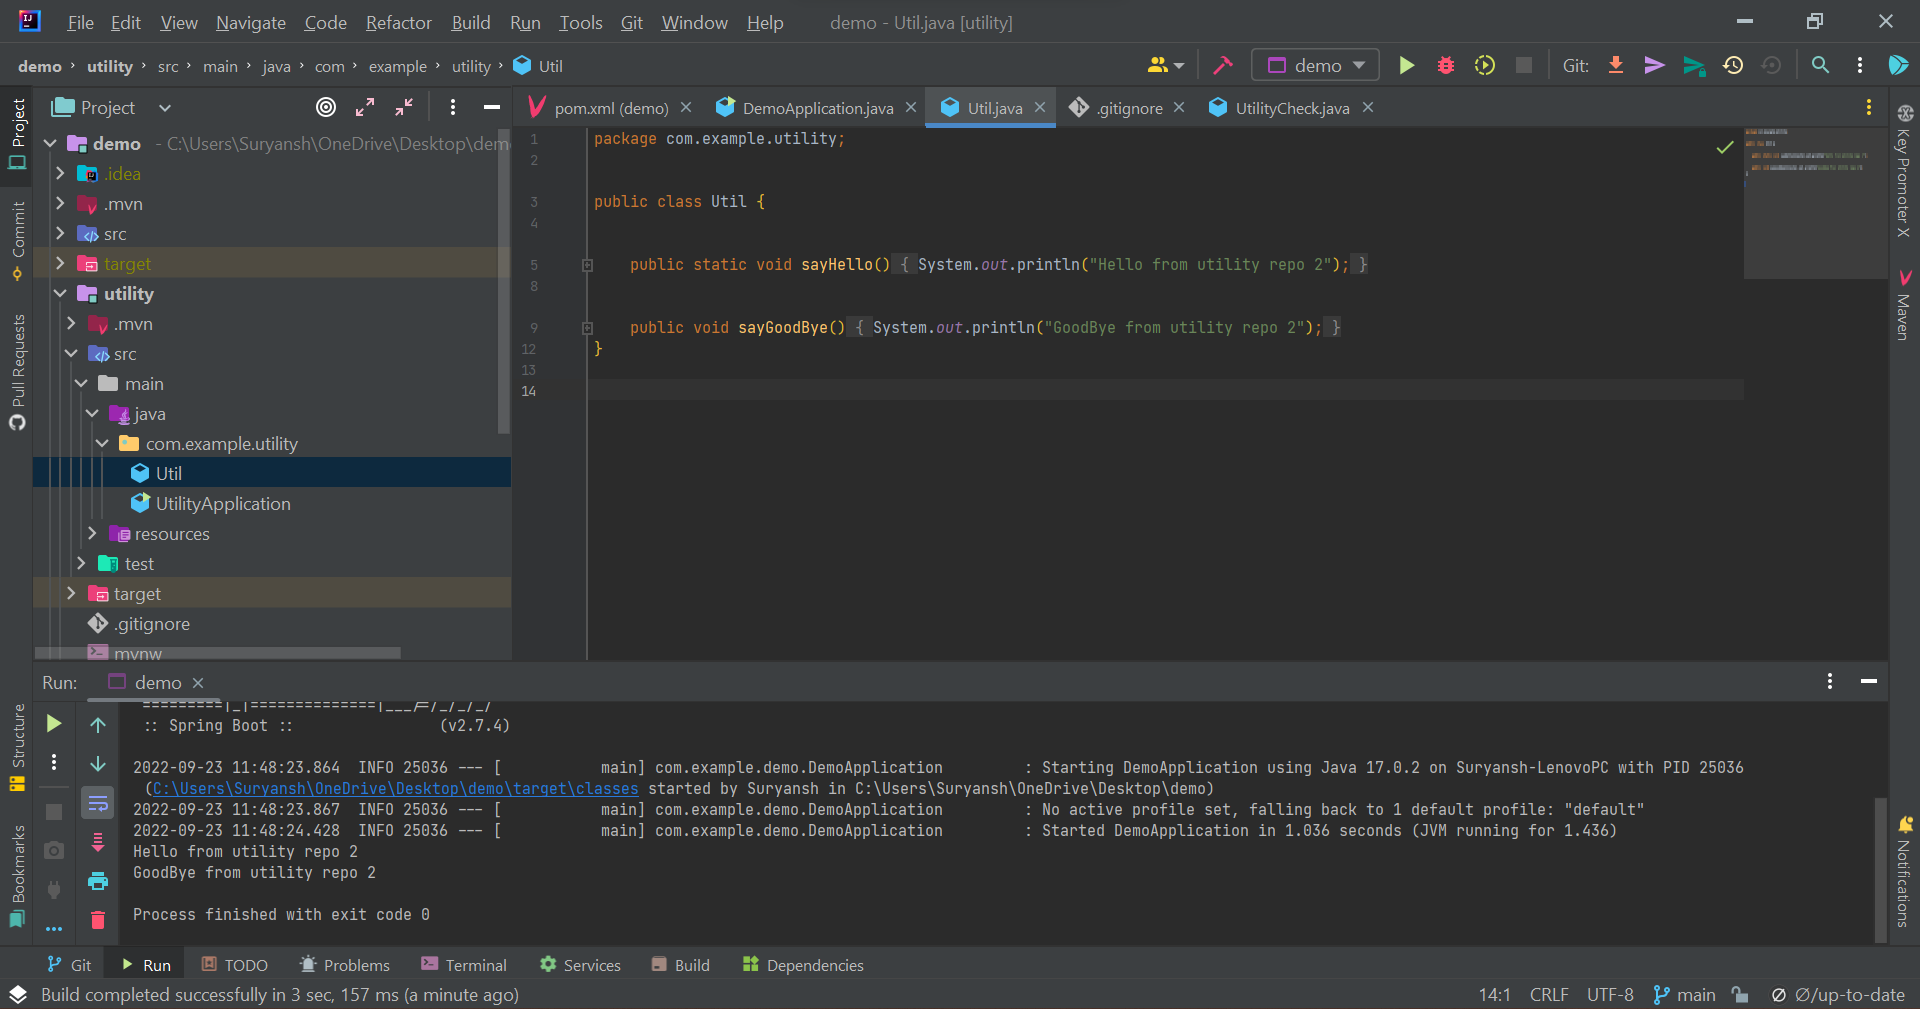 File Edit View Navigate Code Refactor Build Run Tools Git Window Help demo - Util.java [utility]
demo › utility › src › main › java › com › example › utility › Util demo Git:
Project
pom.xml (demo) DemoApplication.java Util.java .gitignore UtilityCheck.java
demo - C:\Users\Suryansh\OneDrive\Desktop\dem
.idea
.mvn
src
target
utility
.mvn
src
main
java
com.example.utility
Util
UtilityApplication
resources
test
target
.gitignore
mvnw
1 package com.example.utility;
2
3 public class Util {
4
5 public static void sayHello() { System.out.println("Hello from utility repo 2"); }
8
9 public void sayGoodBye() { System.out.println("GoodBye from utility repo 2"); }
12 }
13
14
Project
Commit
Pull Requests
Structure
Bookmarks
Key Promoter X
Maven
Notifications
Run: demo
=========|_|==============|___/=/_/_/_/
:: Spring Boot :: (v2.7.4)
2022-09-23 11:48:23.864 INFO 25036 --- [ main] com.example.demo.DemoApplication : Starting DemoApplication using Java 17.0.2 on Suryansh-LenovoPC with PID 25036
(C:\Users\Suryansh\OneDrive\Desktop\demo\target\classes started by Suryansh in C:\Users\Suryansh\OneDrive\Desktop\demo)
2022-09-23 11:48:23.867 INFO 25036 --- [ main] com.example.demo.DemoApplication : No active profile set, falling back to 1 default profile: "default"
2022-09-23 11:48:24.428 INFO 25036 --- [ main] com.example.demo.DemoApplication : Started DemoApplication in 1.036 seconds (JVM running for 1.436)
Hello from utility repo 2
GoodBye from utility repo 2
Process finished with exit code 0
Git Run TODO Problems Terminal Services Build Dependencies
Build completed successfully in 3 sec, 157 ms (a minute ago) 14:1 CRLF UTF-8 main Ø/up-to-date